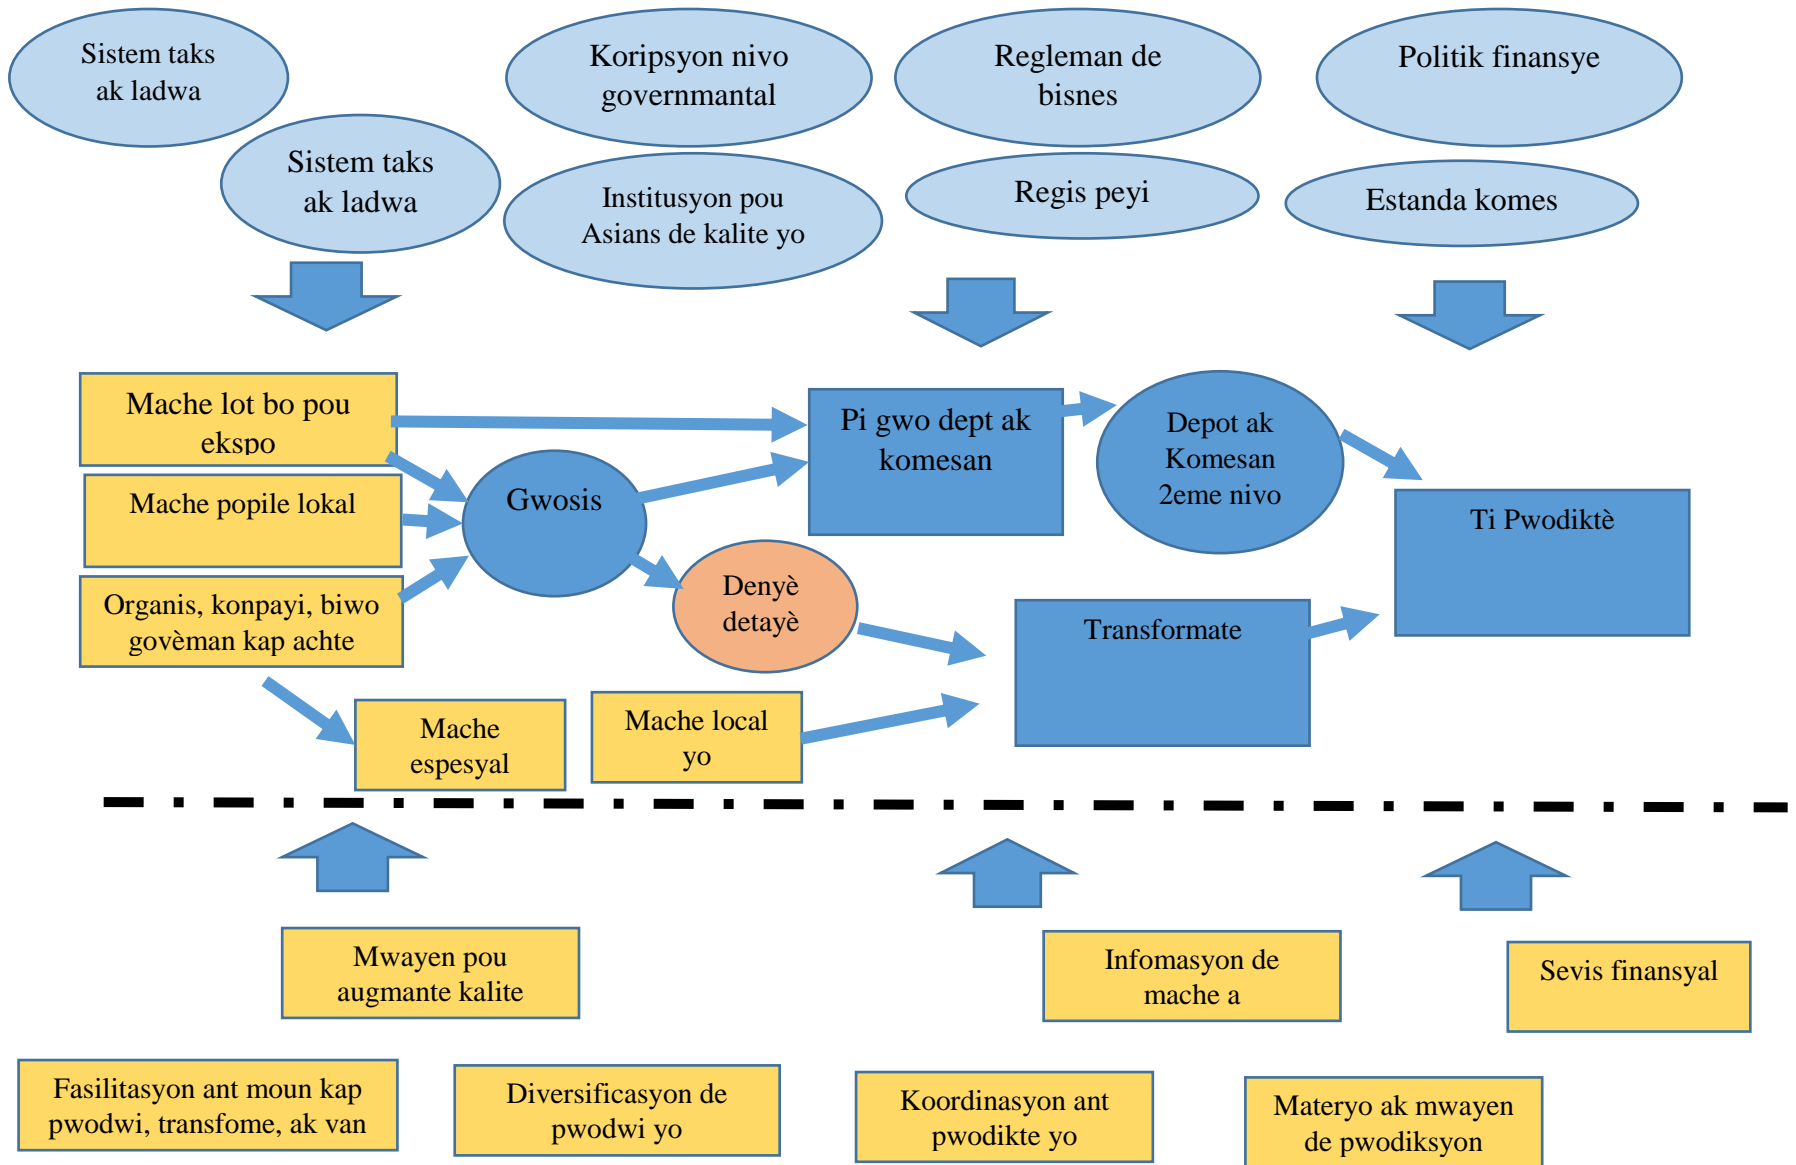 Sistem taks
ak ladwa
Koripsyon nivo
governmantal
Regleman de
bisnes
Politik finansye
Sistem taks
ak ladwa
Institusyon pou
Asians de kalite yo
Regis peyi
Estanda komes
Mache lot bo pou
ekspo
Mache popile lokal
Organis, konpayi, biwo
govèman kap achte
Gwosis
Pi gwo dept ak
komesan
Depot ak
Komesan
2eme nivo
Ti Pwodiktè
Denyè
detayè
Transformate
Mache
espesyal
Mache local
yo
Mwayen pou
augmante kalite
Infomasyon de
mache a
Sevis finansyal
Fasilitasyon ant moun kap
pwodwi, transfome, ak van
Diversificasyon de
pwodwi yo
Koordinasyon ant
pwodikte yo
Materyo ak mwayen
de pwodiksyon